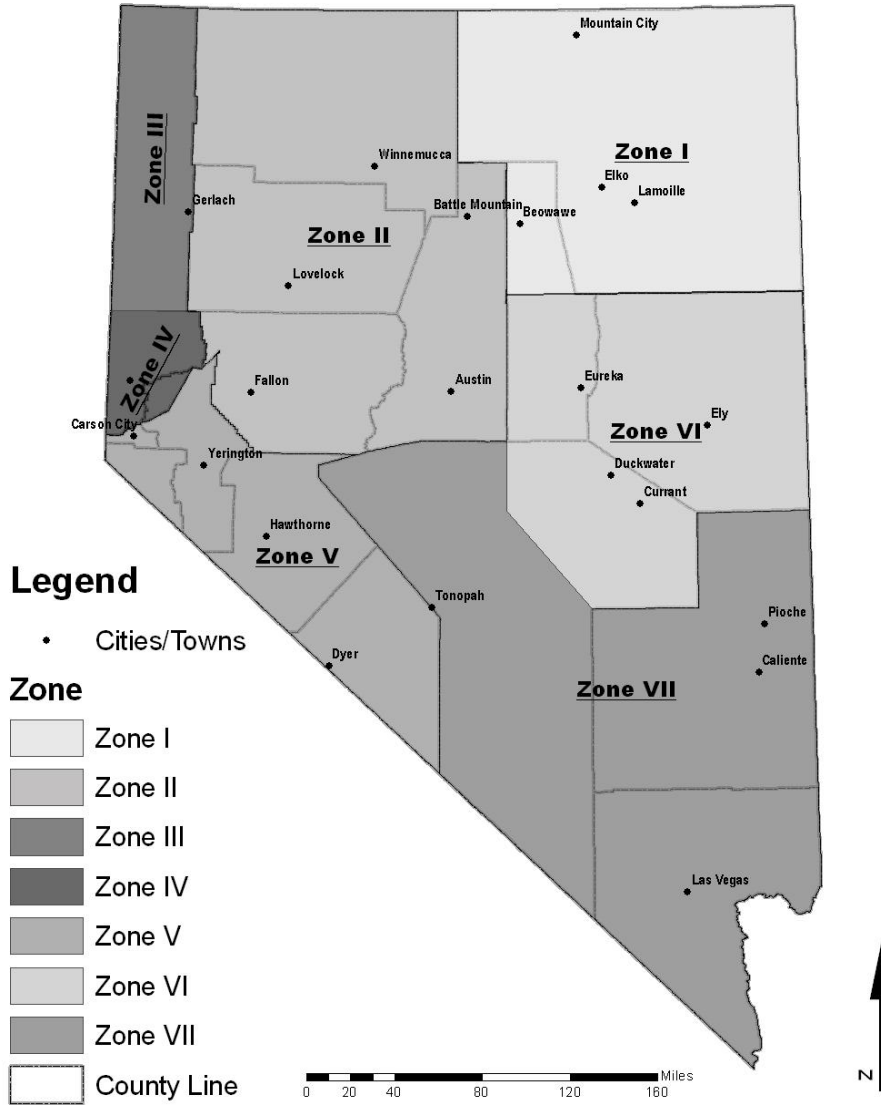 Mountain City
Zone III
Winnemucca
Zone I
Elko
Lamoille
Gerlach
Battle Mountain
Beowawe
Zone II
Lovelock
Zone IV
Fallon
Austin
Eureka
Ely
Carson City
Zone VI
Yerington
Duckwater
Currant
Hawthorne
Zone V
Legend
Cities/Towns
Tonopah
Pioche
Dyer
Caliente
Zone
Zone VII
Zone I
Zone II
Zone III
Zone IV
Las Vegas
Zone V
Zone VI
Zone VII
County Line
Miles
0 20 40 80 120 160
N